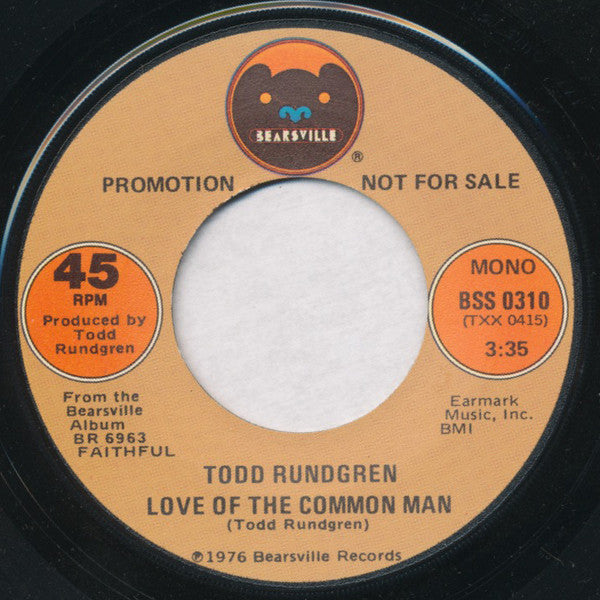 BEARSVILLE
®
PROMOTION NOT FOR SALE
45
RPM
Produced by
Todd
Rundgren
MONO
BSS 0310
(TXX 0415)
3:35
From the
Bearsville
Album
BR 6963
FAITHFUL
Earmark
Music, Inc.
BMI
TODD RUNDGREN
LOVE OF THE COMMON MAN
(Todd Rundgren)
℗1976 Bearsville Records